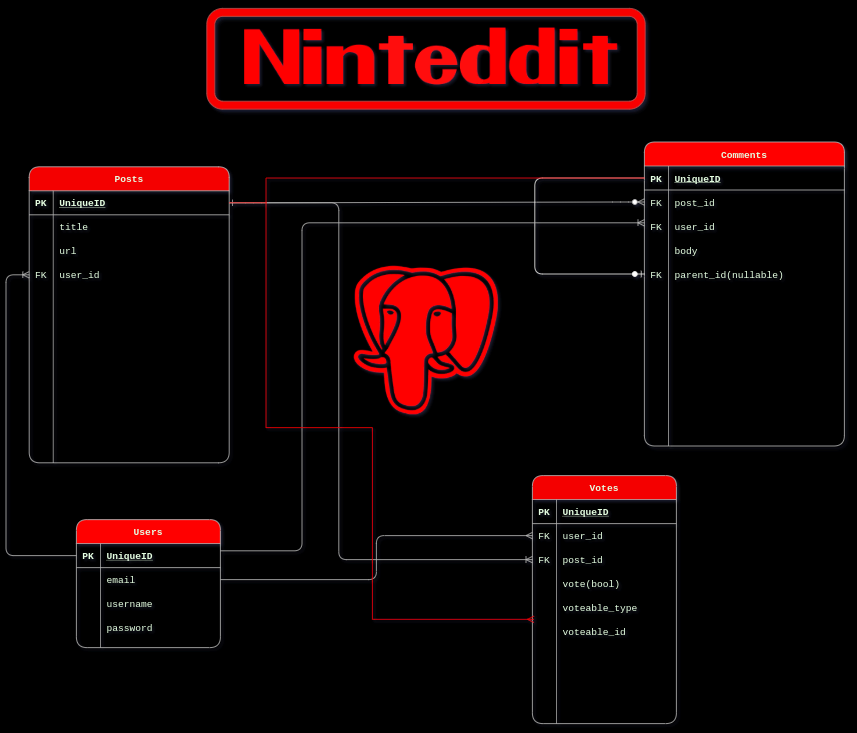 Ninteddit
Posts
PK UniqueID
title
url
FK user_id
Comments
PK UniqueID
FK post_id
FK user_id
body
FK parent_id(nullable)
Users
PK UniqueID
email
username
password
Votes
PK UniqueID
FK user_id
FK post_id
vote(bool)
voteable_type
voteable_id